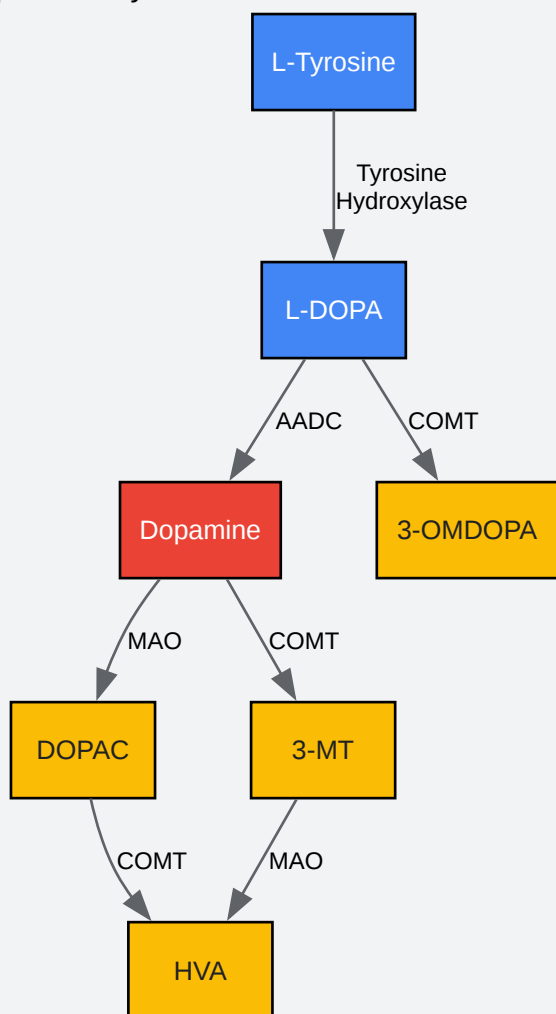 L-Tyrosine
Tyrosine
Hydroxylase
L-DOPA
AADC
COMT
Dopamine
3-OMDOPA
MAO
COMT
DOPAC
3-MT
COMT
MAO
HVA